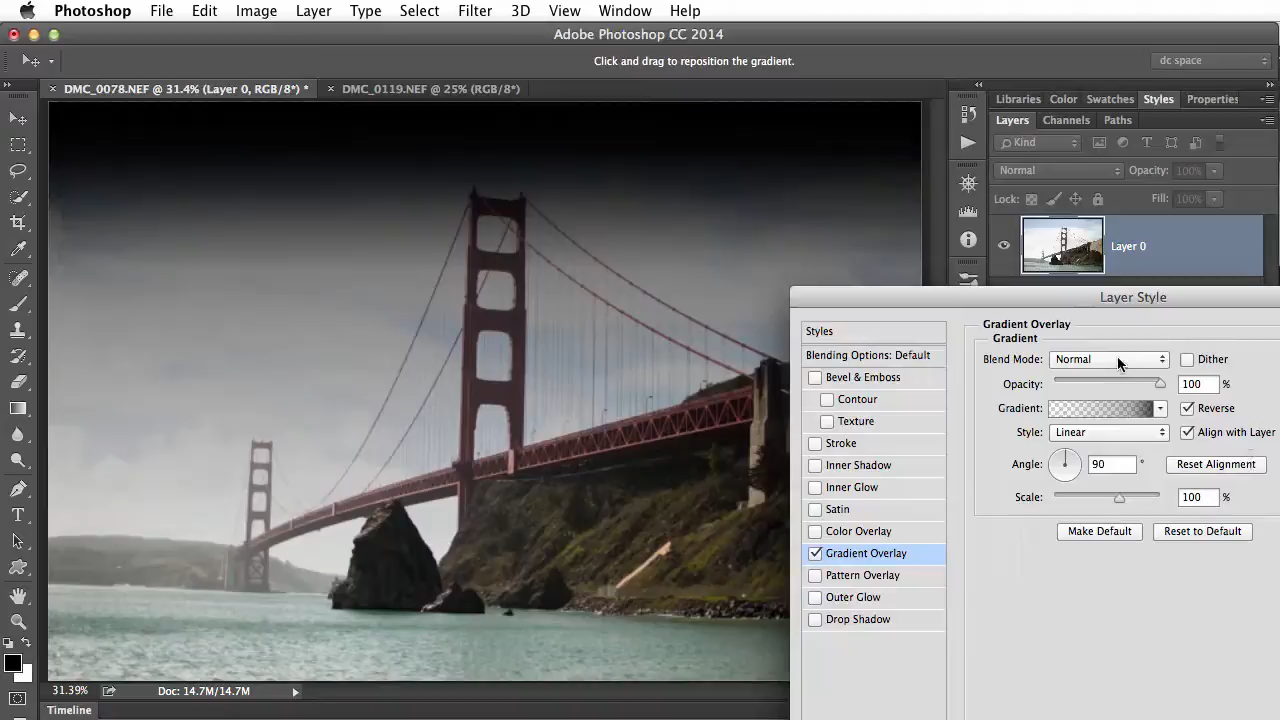 Photoshop File Edit Image Layer Type Select Filter 3D View Window Help
Adobe Photoshop CC 2014
Click and drag to reposition the gradient.
dc space
× DMC_0078.NEF @ 31.4% (Layer 0, RGB/8*) *
× DMC_0119.NEF @ 25% (RGB/8*)
Libraries Color Swatches Styles Properties
Layers Channels Paths
Kind
Normal Opacity: 100%
Lock: Fill: 100%
Layer 0
Layer Style
Styles
Blending Options: Default
Bevel & Emboss
Contour
Texture
Stroke
Inner Shadow
Inner Glow
Satin
Color Overlay
Gradient Overlay
Pattern Overlay
Outer Glow
Drop Shadow
Gradient Overlay
Gradient
Blend Mode: Normal Dither
Opacity: 100 %
Gradient: Reverse
Style: Linear Align with Layer
Angle: 90 ° Reset Alignment
Scale: 100 %
Make Default Reset to Default
31.39% Doc: 14.7M/14.7M
Timeline